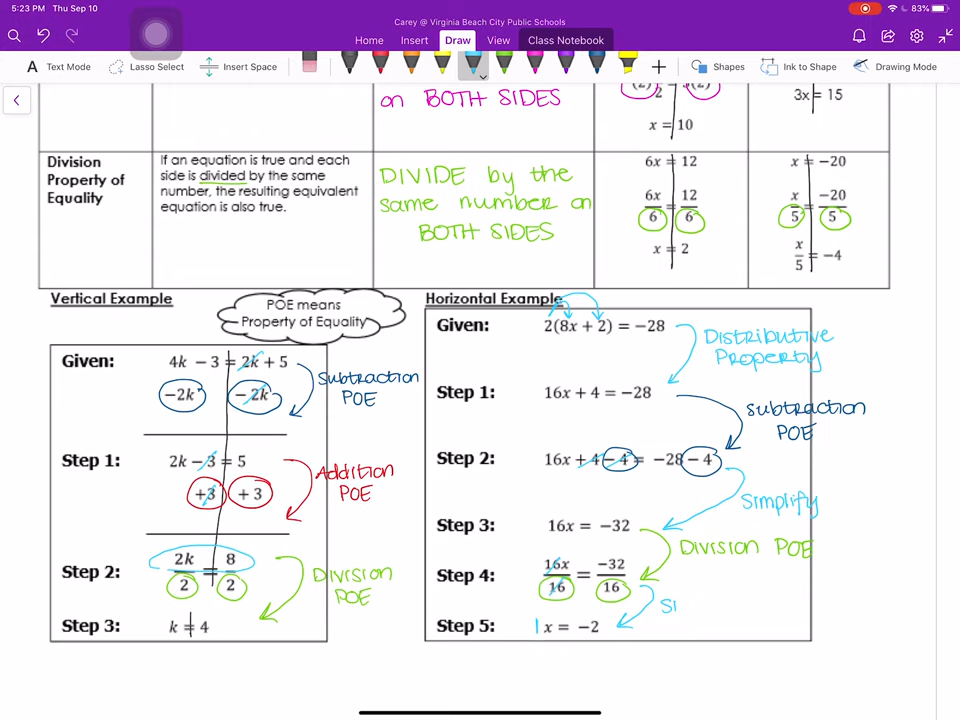 5:23 PM Thu Sep 10
83%
Carey @ Virginia Beach City Public Schools
Home Insert Draw View Class Notebook
Text Mode Lasso Select Insert Space Shapes Ink to Shape Drawing Mode
on BOTH SIDES
(2) 2 (2)
x = 10
3x = 15
Division
Property of
Equality
If an equation is true and each
side is divided by the same
number, the resulting equivalent
equation is also true.
DIVIDE by the
same number on
BOTH SIDES
6x = 12
6x/6 = 12/6
x = 2
x = −20
x/5 = −20/5
x/5 = −4
Vertical Example
POE means
Property of Equality
Given: 4k − 3 = 2k + 5
−2k − 2k
Subtraction
POE
Step 1: 2k − 3 = 5
+3 + 3
Addition
POE
Step 2: 2k/2 = 8/2
Division
POE
Step 3: k = 4
Horizontal Example
Given: 2(8x + 2) = −28
Distributive
Property
Step 1: 16x + 4 = −28
Subtraction
POE
Step 2: 16x + 4 − 4 = −28 − 4
Simplify
Step 3: 16x = −32
Division POE
Step 4: 16x/16 = −32/16
SI
Step 5: 1x = −2